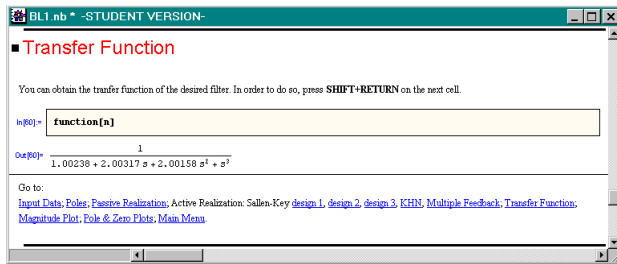 BL1.nb * -STUDENT VERSION-
Transfer Function
You can obtain the tranfer function of the desired filter. In order to do so, press SHIFT+RETURN on the next cell.
In[60]:= function[n]
Out[60]= 1
1.00238 + 2.00317 s + 2.00158 s² + s³
Go to:
Input Data; Poles; Passive Realization; Active Realization: Sallen-Key design 1, design 2, design 3, KHN, Multiple Feedback; Transfer Function;
Magnitude Plot; Pole & Zero Plots; Main Menu.